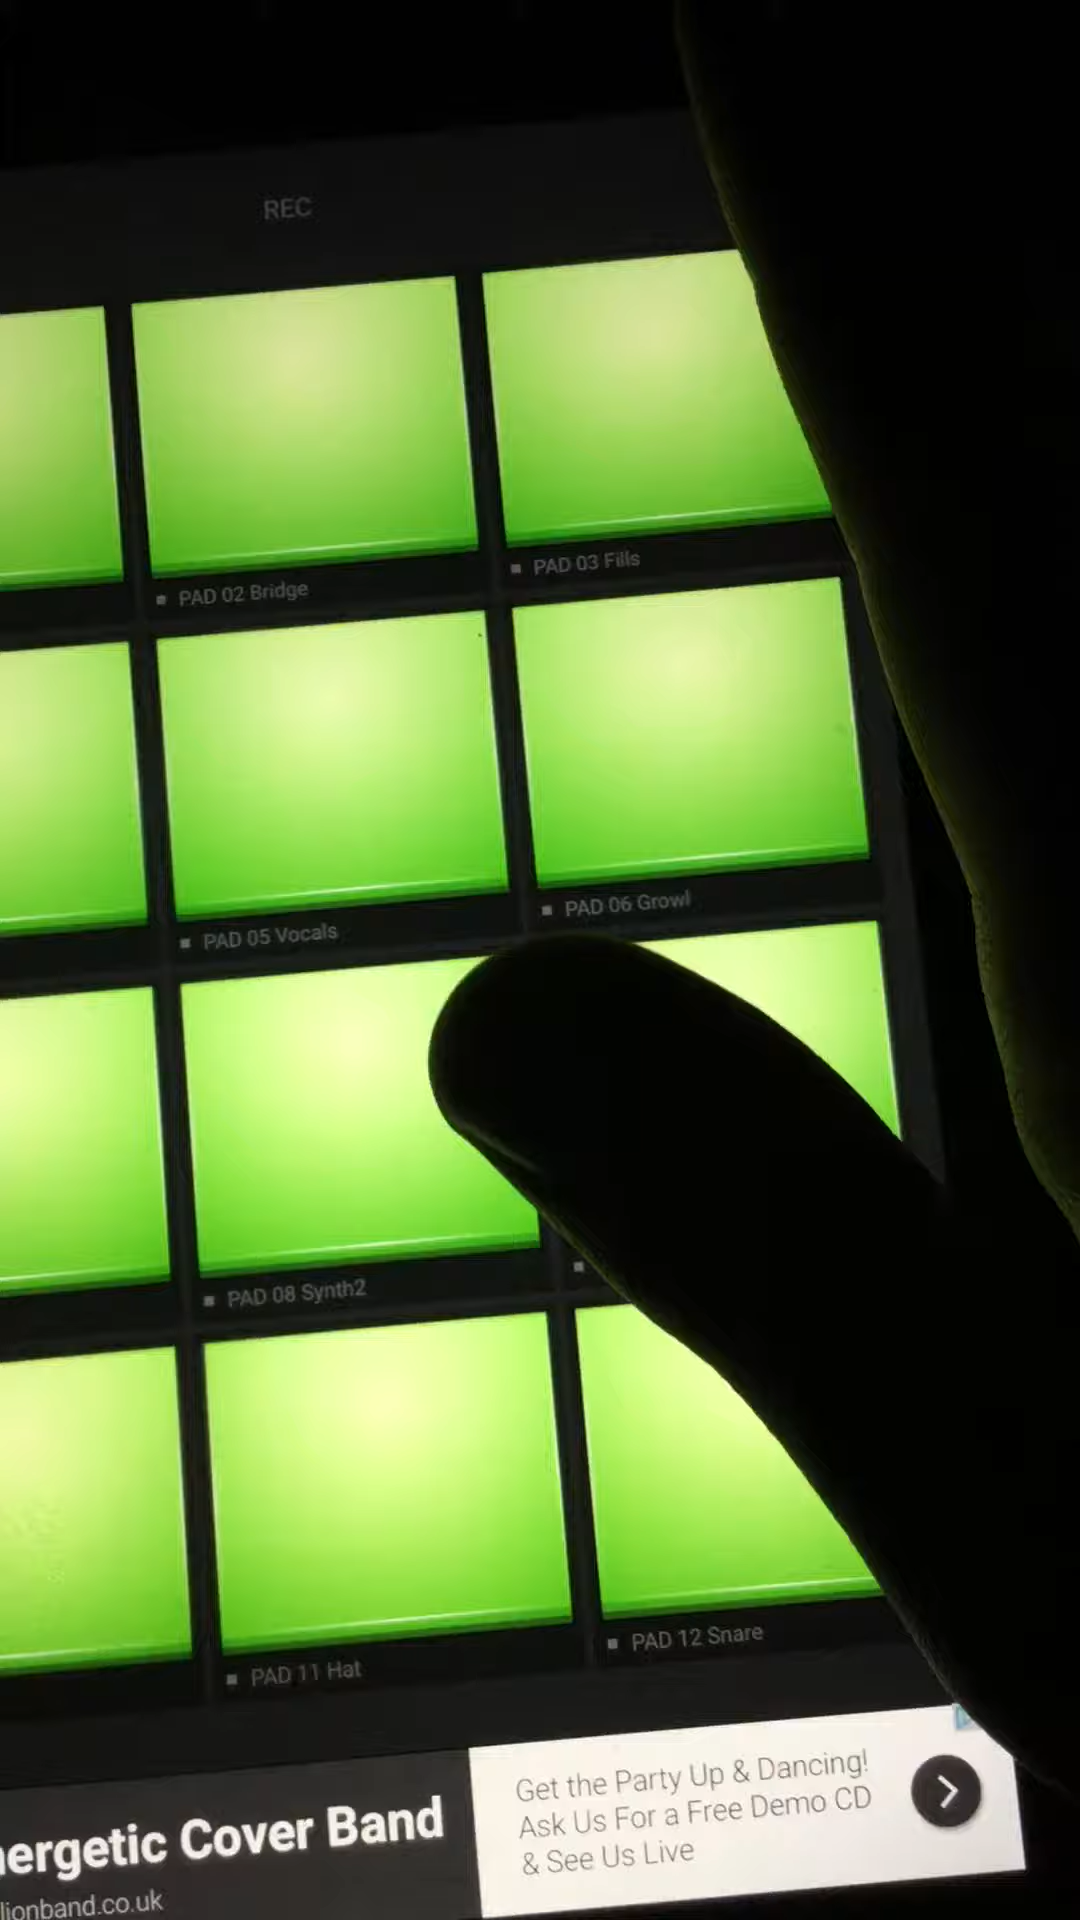 REC
PAD 02 Bridge
PAD 03 Fills
PAD 05 Vocals
PAD 06 Growl
PAD 08 Synth2
PAD 11 Hat
PAD 12 Snare
Cover Band
Get the Party Up & Dancing!
Ask Us For a Free Demo CD
& See Us Live
lionband.co.uk